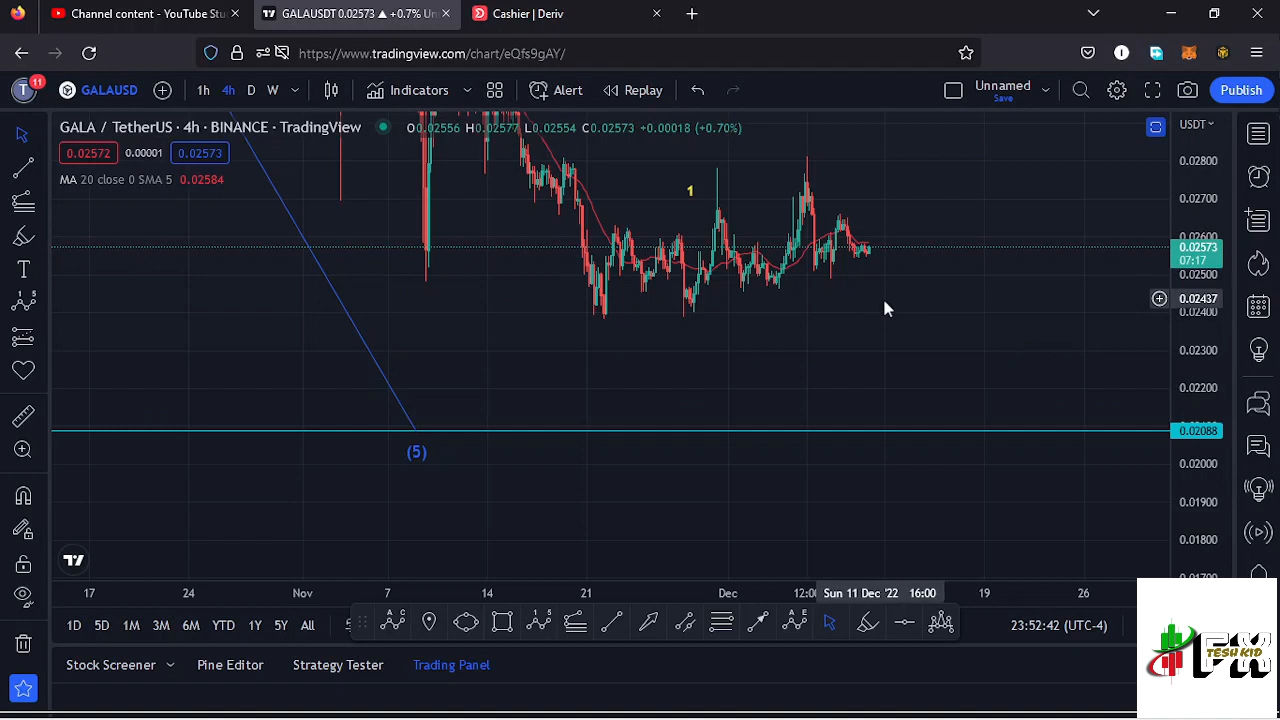 Channel content - YouTube Stu
GALAUSDT 0.02573 ▲ +0.7% Un
Cashier | Deriv
https://www.tradingview.com/chart/eQfs9gAY/
11
T
GALAUSD
1h 4h D W
Indicators
Alert
Replay
Unnamed
Save
Publish
GALA / TetherUS · 4h · BINANCE · TradingView
O0.02556 H0.02577 L0.02554 C0.02573 +0.00018 (+0.70%)
USDT
0.02572 0.00001 0.02573
MA 20 close 0 SMA 5 0.02584
1
(5)
0.02800
0.02700
0.02600
0.02573
07:17
0.02500
0.02437
0.02400
0.02300
0.02200
0.02088
0.02000
0.01900
0.01800
17 24 Nov 7 14 21 Dec 12:00 Sun 11 Dec '22 16:00 19 26
1D 5D 1M 3M 6M YTD 1Y 5Y All
23:52:42 (UTC-4)
Stock Screener Pine Editor Strategy Tester Trading Panel
FX
TESH KID